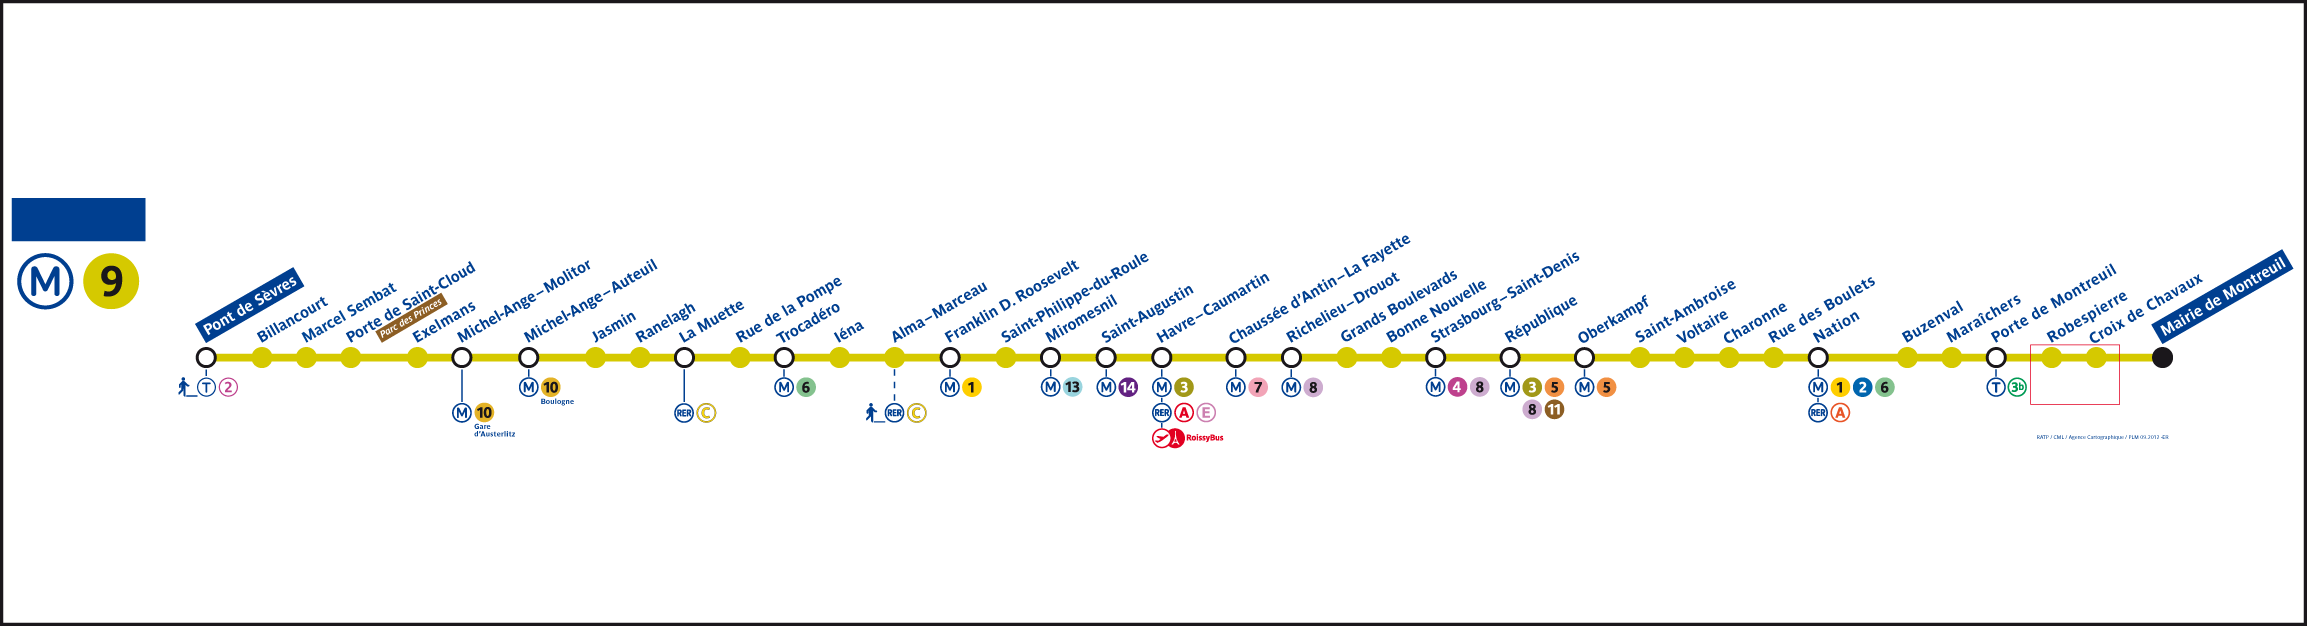 M 9
Pont de Sèvres
Billancourt
Marcel Sembat
Porte de Saint-Cloud
Parc des Princes
Exelmans
Michel-Ange–Molitor
Michel-Ange–Auteuil
Jasmin
Ranelagh
La Muette
Rue de la Pompe
Trocadéro
Iéna
Alma–Marceau
Franklin D. Roosevelt
Saint-Philippe-du-Roule
Miromesnil
Saint-Augustin
Havre–Caumartin
Chaussée d'Antin–La Fayette
Richelieu–Drouot
Grands Boulevards
Bonne Nouvelle
Strasbourg–Saint-Denis
République
Oberkampf
Saint-Ambroise
Voltaire
Charonne
Rue des Boulets
Nation
Buzenval
Maraîchers
Porte de Montreuil
Robespierre
Croix de Chavaux
Mairie de Montreuil
T 2
M 10
Gare
d'Austerlitz
M 10
Boulogne
RER C
M 6
RER C
M 1
M 13
M 14
M 3
RER A E
RoissyBus
M 7
M 8
M 4 8
M 3 5
8 11
M 5
M 1 2 6
RER A
T 3b
RATP / CML / Agence Cartographique / PLM 09.2012 -ER